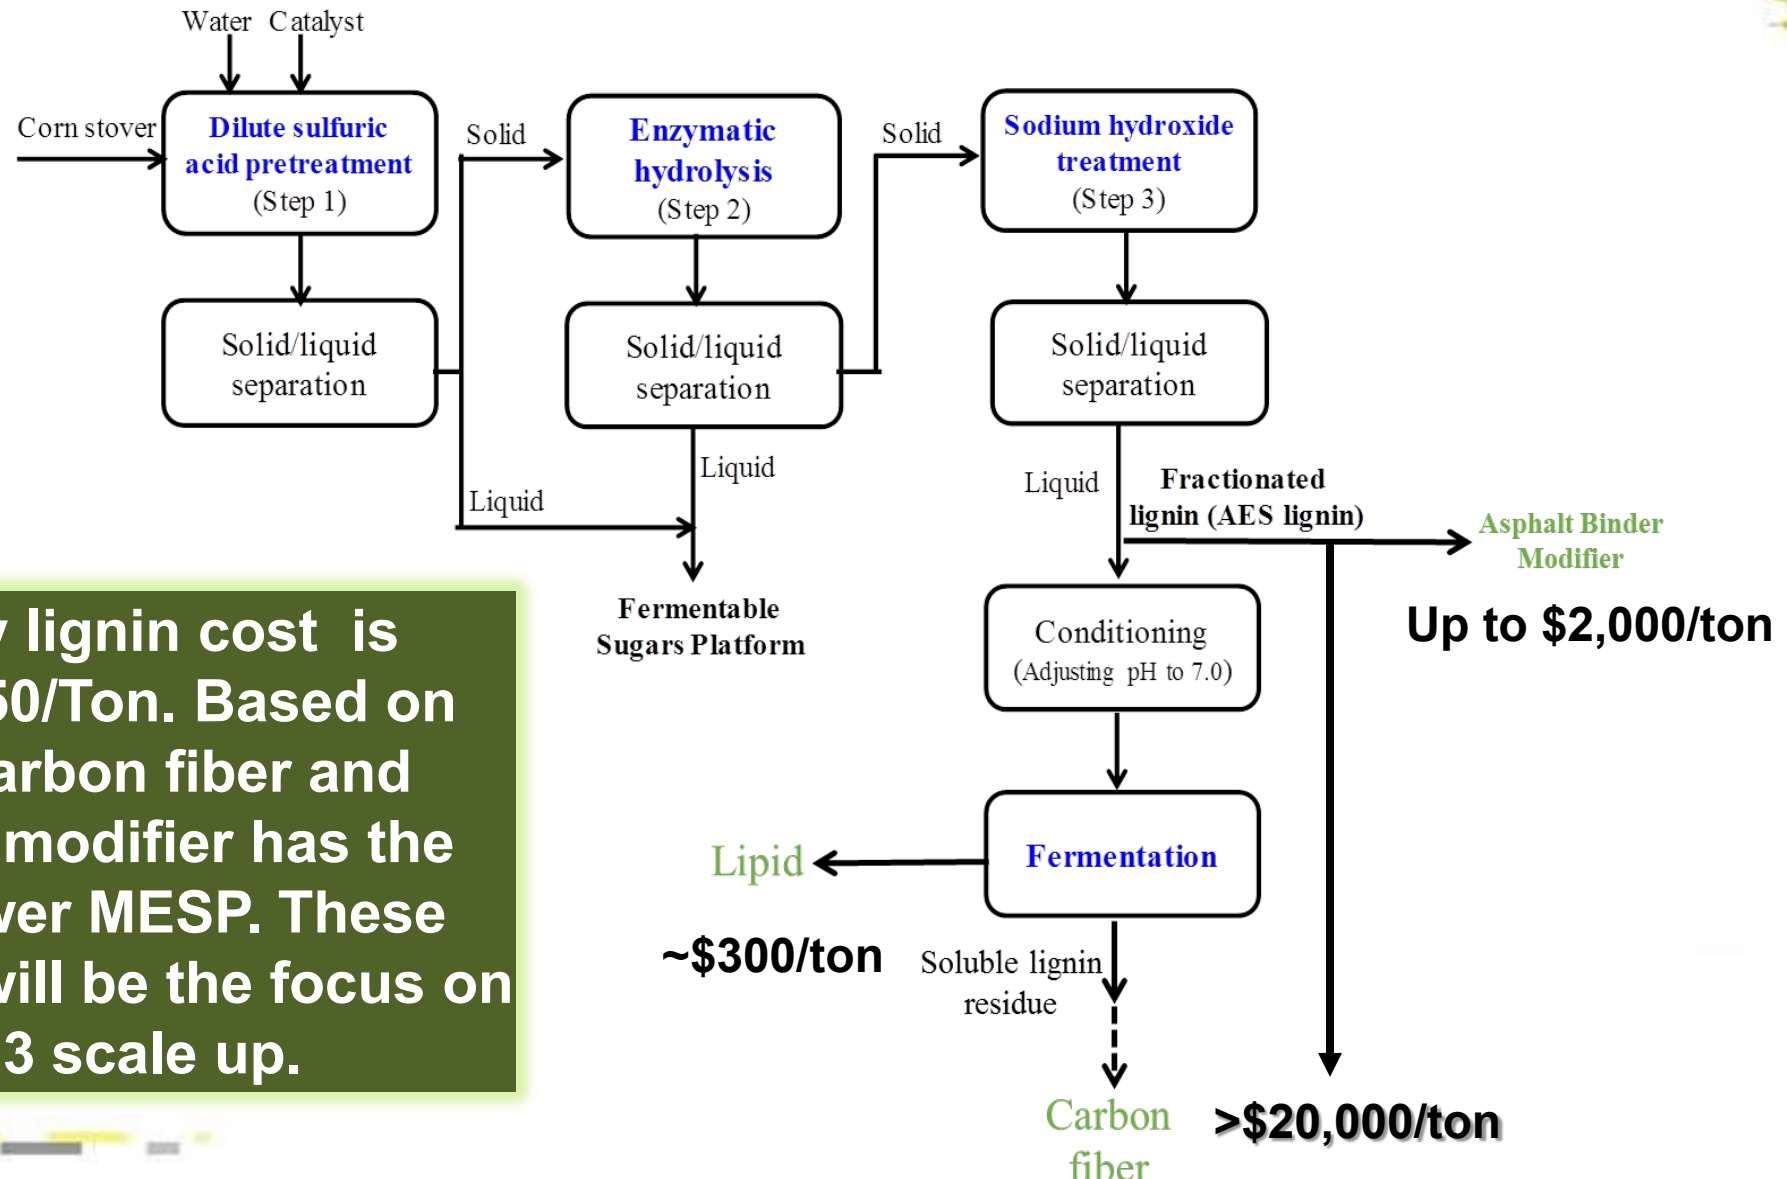 Water Catalyst
Corn stover
Dilute sulfuric
acid pretreatment
(Step 1)
Solid
Enzymatic
hydrolysis
(Step 2)
Solid
Sodium hydroxide
treatment
(Step 3)
Solid/liquid
separation
Solid/liquid
separation
Solid/liquid
separation
Liquid
Liquid
Liquid
Fractionated
lignin (AES lignin)
Asphalt Binder
Modifier
Up to $2,000/ton
Fermentable
Sugars Platform
Conditioning
(Adjusting pH to 7.0)
lignin cost is
50/Ton. Based on
arbon fiber and
modifier has the
ver MESP. These
will be the focus on
3 scale up.
Lipid
Fermentation
~$300/ton
Soluble lignin
residue
Carbon
fiber
>$20,000/ton